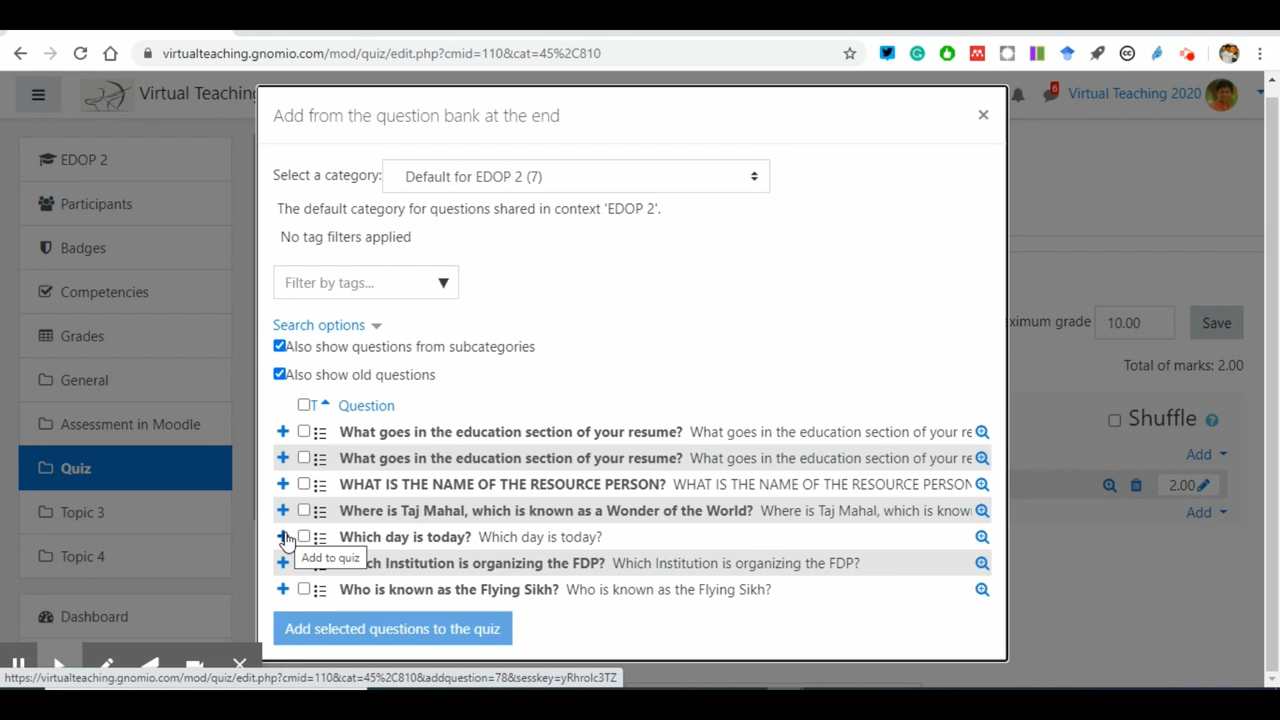 virtualteaching.gnomio.com/mod/quiz/edit.php?cmid=110&cat=45%2C810
Virtual Teaching
6
Virtual Teaching 2020
Add from the question bank at the end
EDOP 2
Select a category:
Default for EDOP 2 (7)
Participants
The default category for questions shared in context 'EDOP 2'.
No tag filters applied
Badges
Filter by tags...
Competencies
ximum grade
10.00
Save
Search options
Grades
Also show questions from subcategories
Total of marks: 2.00
Also show old questions
General
T
Question
Shuffle
Assessment in Moodle
What goes in the education section of your resume? What goes in the education section of your re
Add
What goes in the education section of your resume? What goes in the education section of your re
Quiz
WHAT IS THE NAME OF THE RESOURCE PERSON? WHAT IS THE NAME OF THE RESOURCE PERSON
2.00
Topic 3
Where is Taj Mahal, which is known as a Wonder of the World? Where is Taj Mahal, which is know
Add
Which day is today? Which day is today?
Topic 4
Add to quiz
ch Institution is organizing the FDP? Which Institution is organizing the FDP?
Who is known as the Flying Sikh? Who is known as the Flying Sikh?
Dashboard
Add selected questions to the quiz
https://virtualteaching.gnomio.com/mod/quiz/edit.php?cmid=110&cat=45%2C810&addquestion=78&sesskey=yRhroIc3TZ